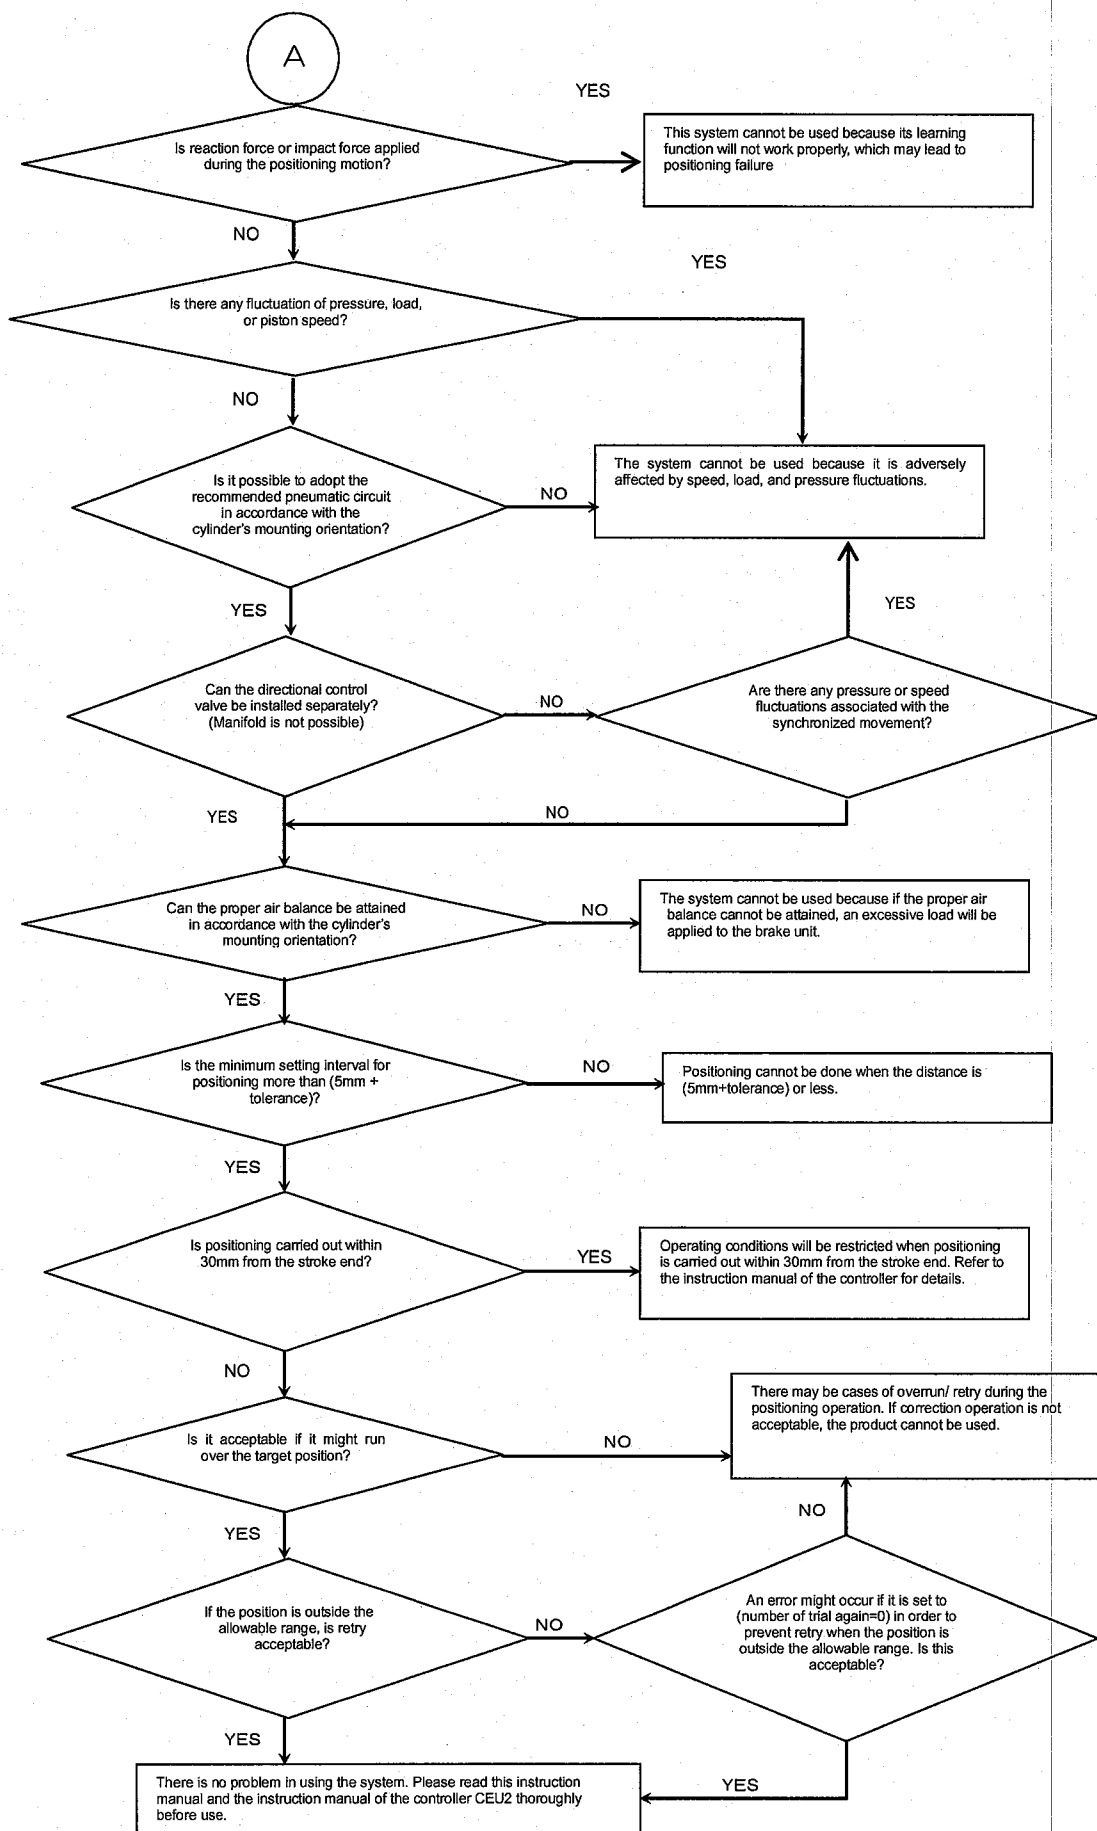 A
YES
Is reaction force or impact force applied
during the positioning motion?
This system cannot be used because its learning
function will not work properly, which may lead to
positioning failure
NO
YES
Is there any fluctuation of pressure, load,
or piston speed?
NO
Is it possible to adopt the
recommended pneumatic circuit
in accordance with the
cylinder's mounting orientation?
NO
The system cannot be used because it is adversely
affected by speed, load, and pressure fluctuations.
YES
YES
Can the directional control
valve be installed separately?
(Manifold is not possible)
NO
Are there any pressure or speed
fluctuations associated with the
synchronized movement?
YES
NO
Can the proper air balance be attained
in accordance with the cylinder's
mounting orientation?
NO
The system cannot be used because if the proper air
balance cannot be attained, an excessive load will be
applied to the brake unit.
YES
Is the minimum setting interval for
positioning more than (5mm +
tolerance)?
NO
Positioning cannot be done when the distance is
(5mm+tolerance) or less.
YES
Is positioning carried out within
30mm from the stroke end?
YES
Operating conditions will be restricted when positioning
is carried out within 30mm from the stroke end. Refer to
the instruction manual of the controller for details.
NO
Is it acceptable if it might run
over the target position?
NO
There may be cases of overrun/ retry during the
positioning operation. If correction operation is not
acceptable, the product cannot be used.
YES
NO
If the position is outside the
allowable range, is retry
acceptable?
NO
An error might occur if it is set to
(number of trial again=0) in order to
prevent retry when the position is
outside the allowable range. Is this
acceptable?
YES
YES
There is no problem in using the system. Please read this instruction
manual and the instruction manual of the controller CEU2 thoroughly
before use.